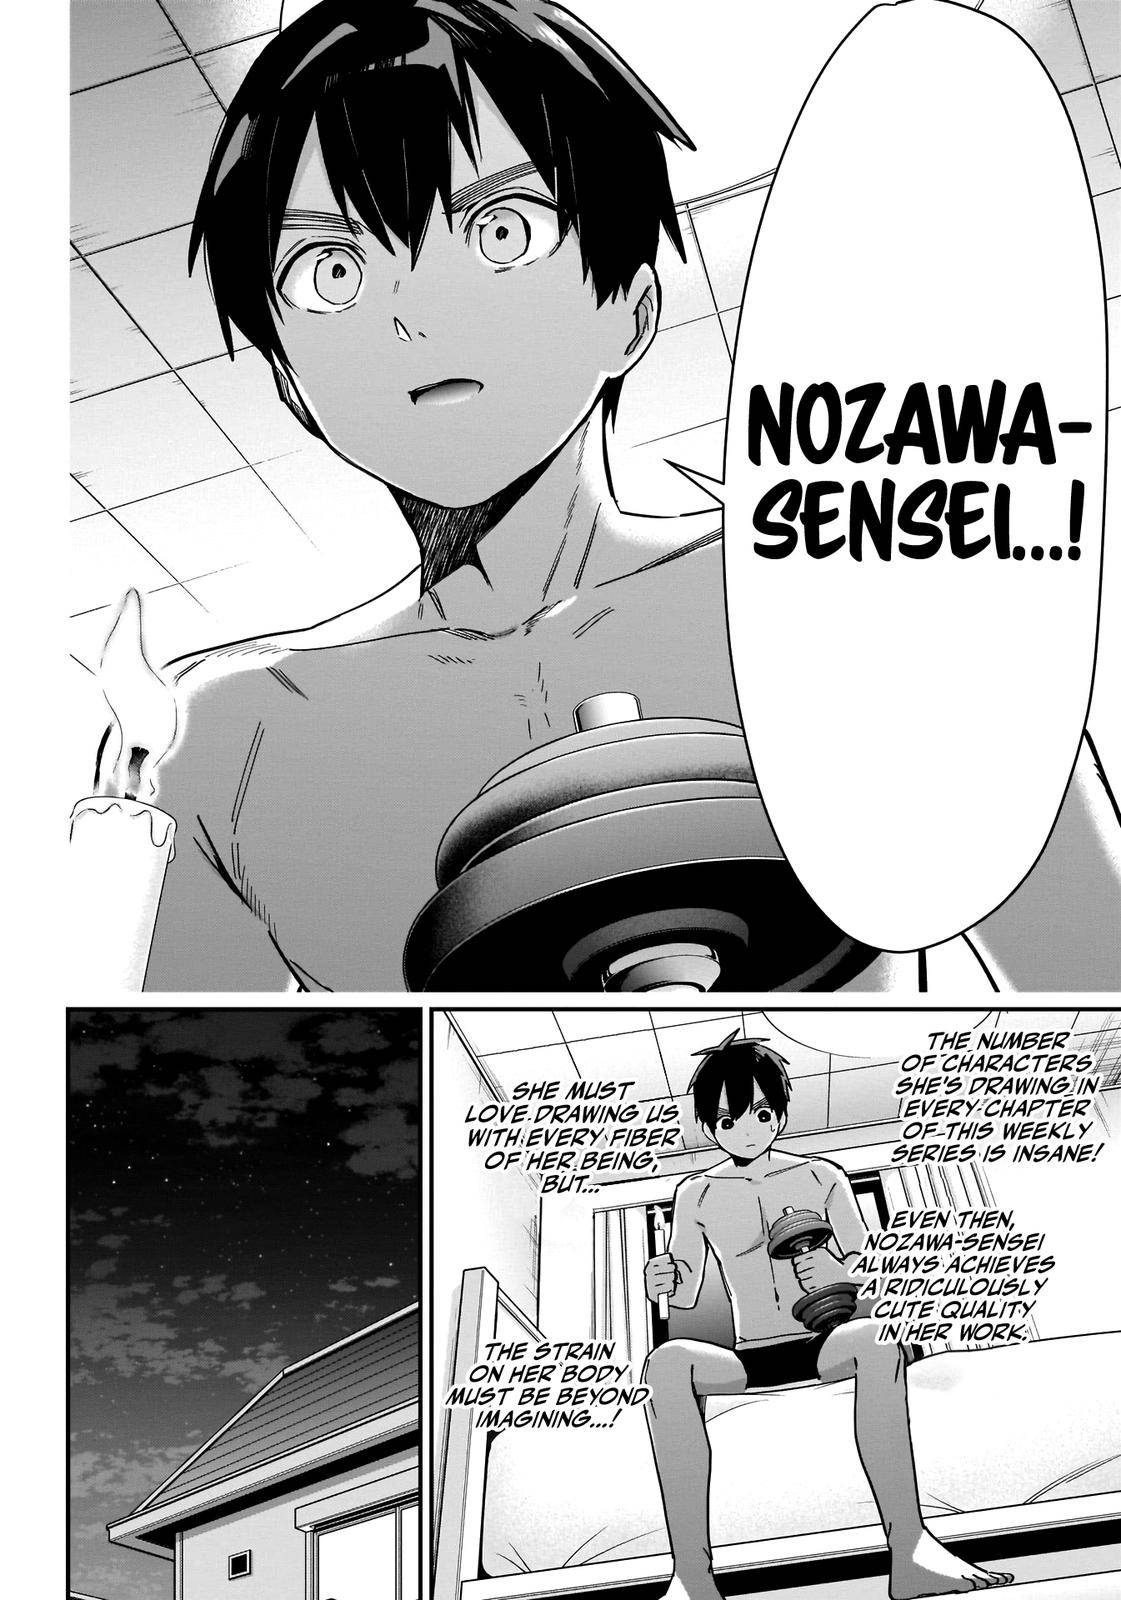 NOZAWA-
SENSEI...!
THE NUMBER
OF CHARACTERS
SHE'S DRAWING IN
EVERY CHAPTER
OF THIS WEEKLY
SERIES IS INSANE!
EVEN THEN,
NOZAWA-SENSEI
ALWAYS ACHIEVES
A RIDICULOUSLY
CUTE QUALITY
IN HER WORK.
SHE MUST
LOVE DRAWING US
WITH EVERY FIBER
OF HER BEING,
BUT...
THE STRAIN
ON HER BODY
MUST BE BEYOND
IMAGINING...!